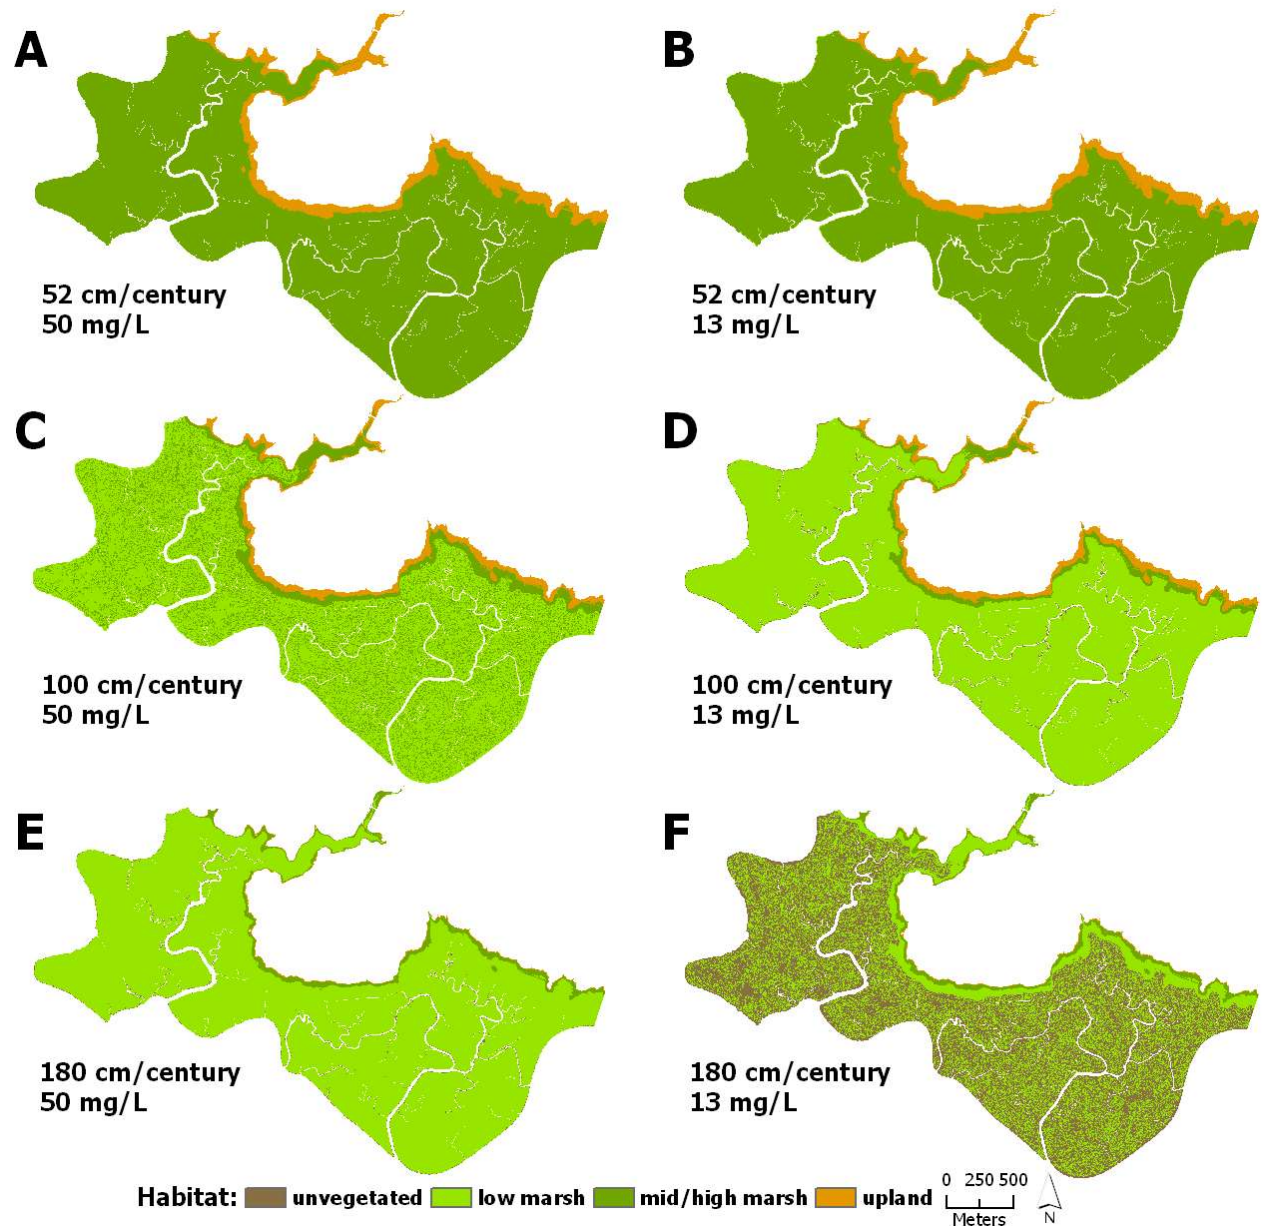 A
B
52 cm/century
50 mg/L
52 cm/century
13 mg/L
C
D
100 cm/century
50 mg/L
100 cm/century
13 mg/L
E
F
180 cm/century
50 mg/L
180 cm/century
13 mg/L
Habitat: unvegetated low marsh mid/high marsh upland
0 250 500
Meters
N